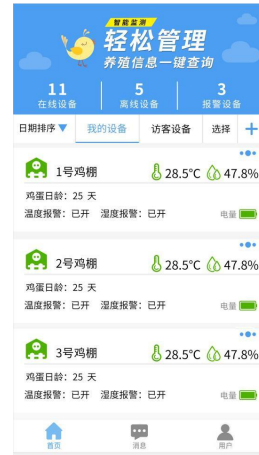 智能监测
轻松管理
养殖信息一键查询
11 5 3
在线设备 离线设备 报警设备
日期排序 我的设备 访客设备 选择 +
1号鸡棚 28.5°C 47.8%
鸡蛋日龄：25 天
温度报警：已开 湿度报警：已开 电量
2号鸡棚 28.5°C 47.8%
鸡蛋日龄：25 天
温度报警：已开 湿度报警：已开 电量
3号鸡棚 28.5°C 47.8%
鸡蛋日龄：25 天
温度报警：已开 湿度报警：已开 电量
首页 消息 用户